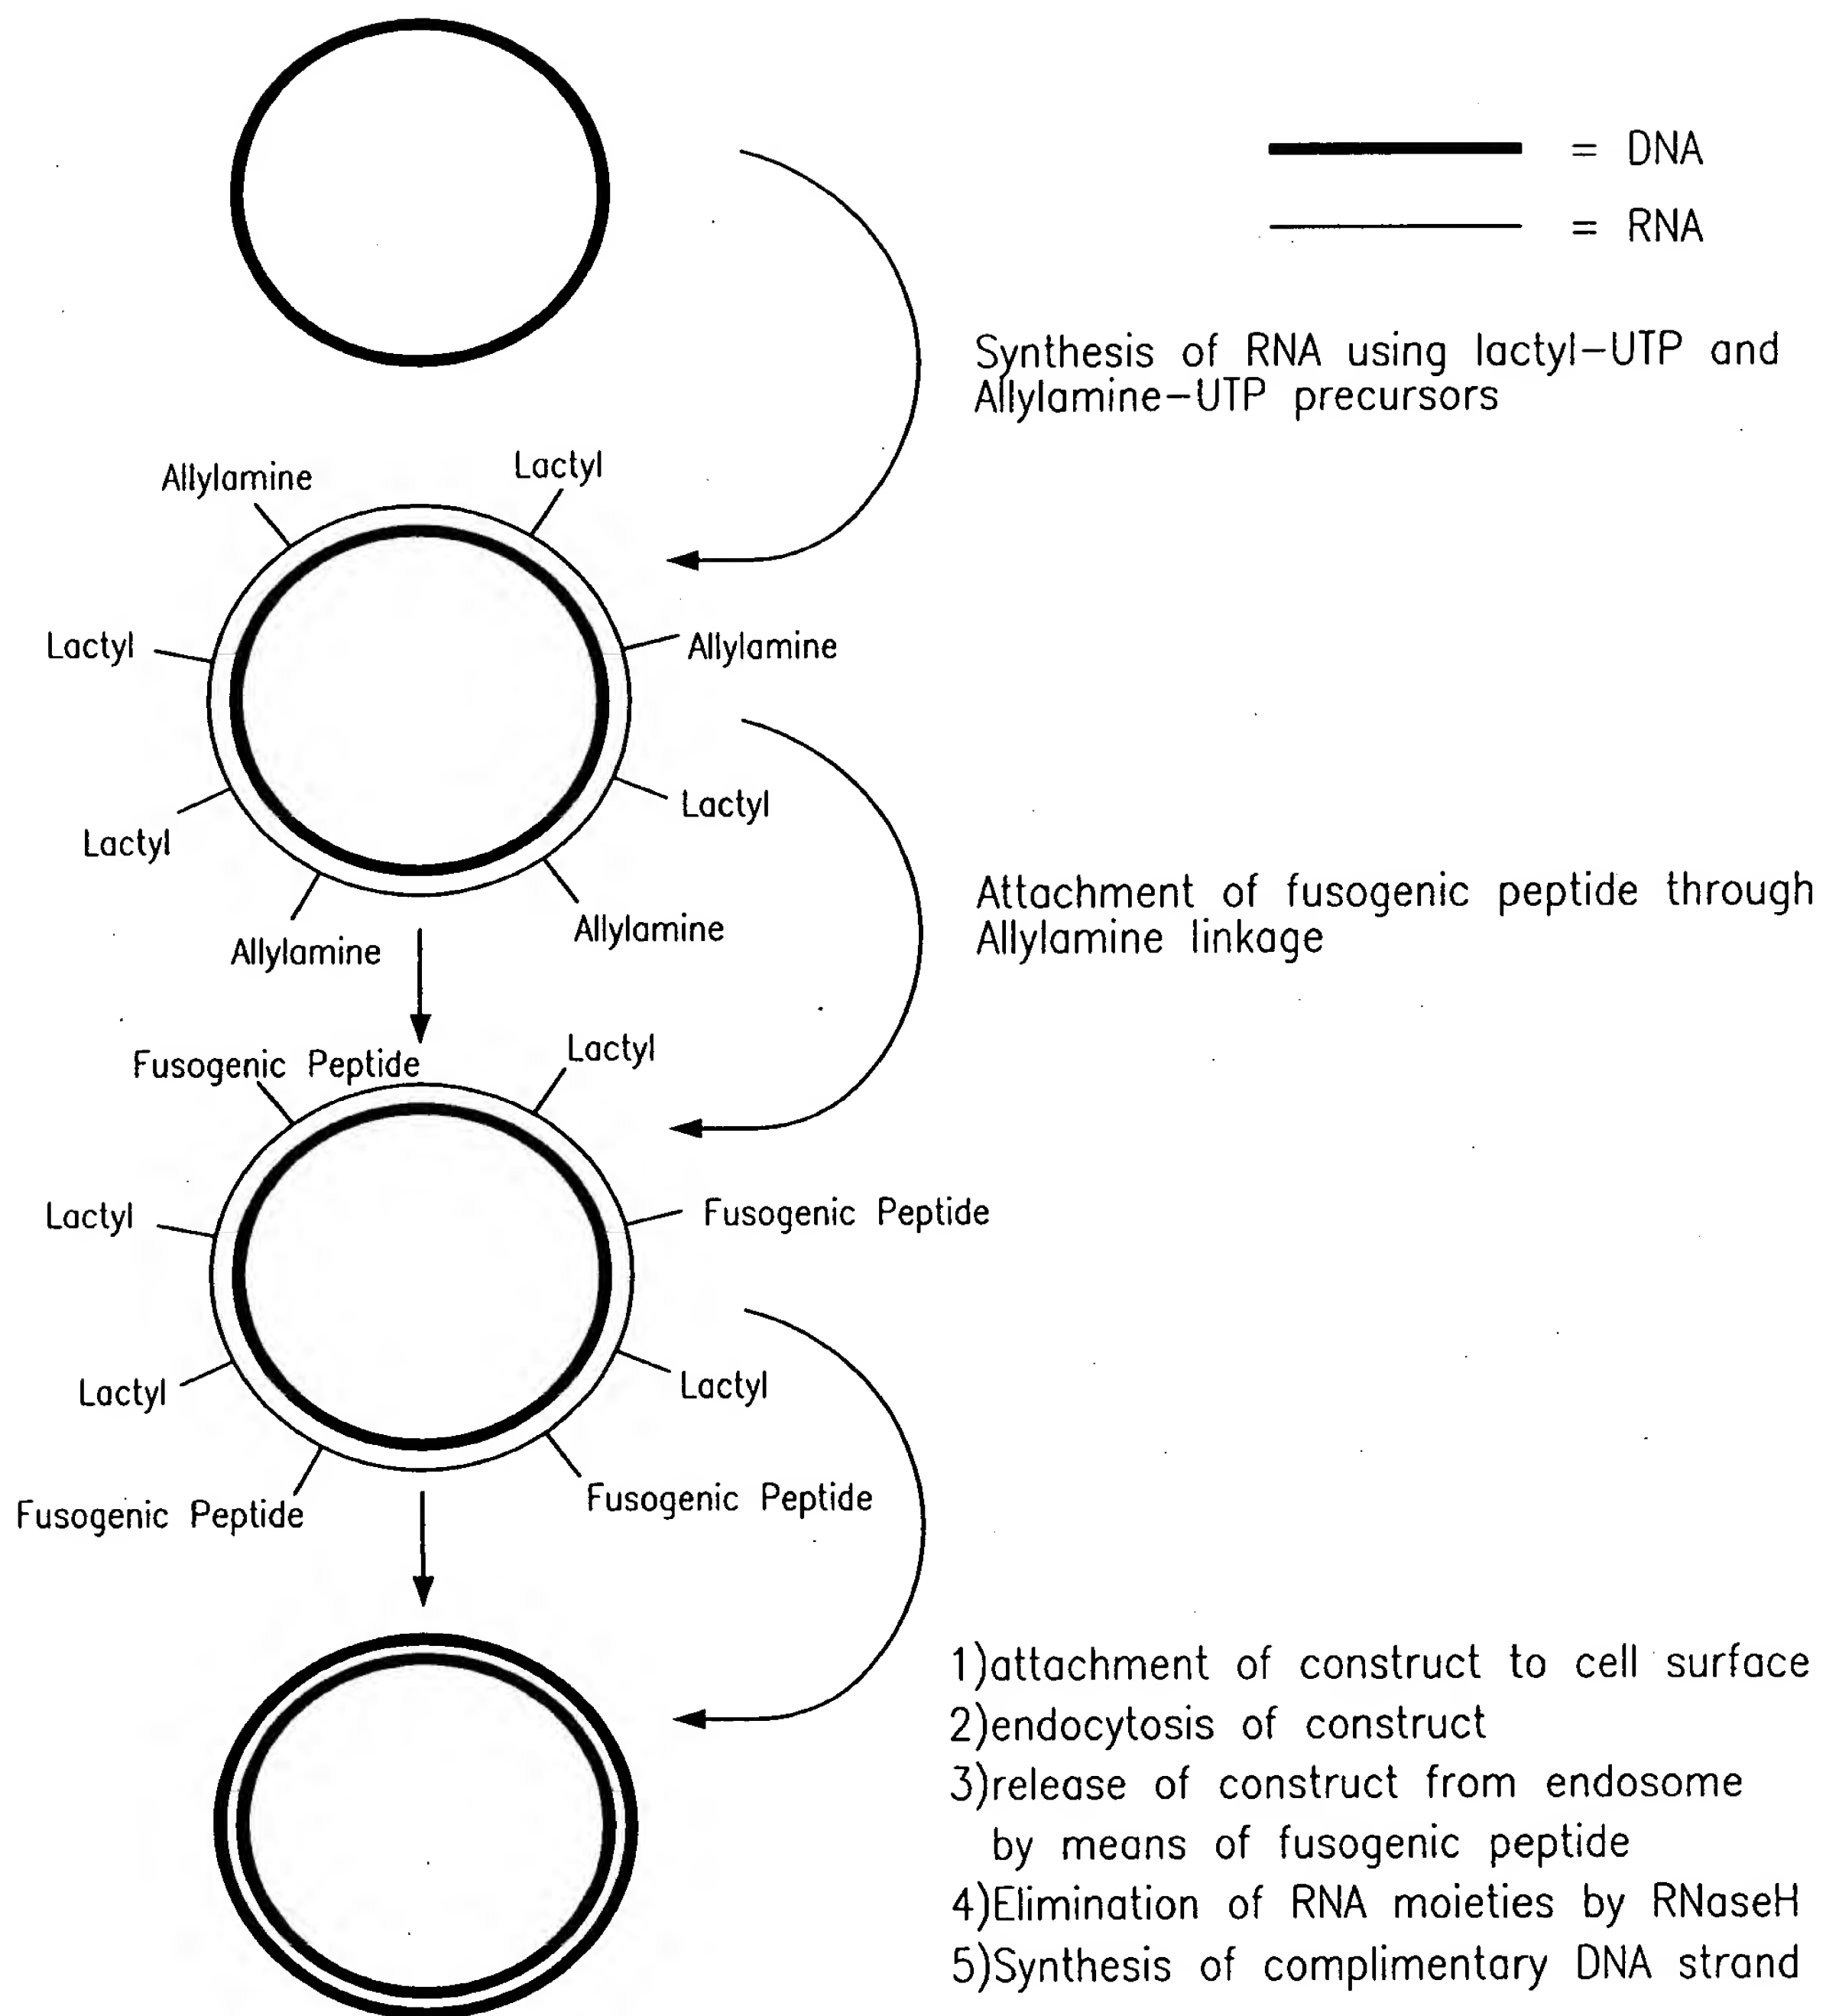 = DNA
= RNA
Synthesis of RNA using lactyl-UTP and
Allylamine-UTP precursors
Allylamine
Lactyl
Lactyl
Allylamine
Lactyl
Lactyl
Allylamine
Allylamine
Attachment of fusogenic peptide through
Allylamine linkage
Fusogenic Peptide
Lactyl
Lactyl
Fusogenic Peptide
Lactyl
Lactyl
Fusogenic Peptide
Fusogenic Peptide
1)attachment of construct to cell surface
2)endocytosis of construct
3)release of construct from endosome
by means of fusogenic peptide
4)Elimination of RNA moieties by RNaseH
5)Synthesis of complimentary DNA strand